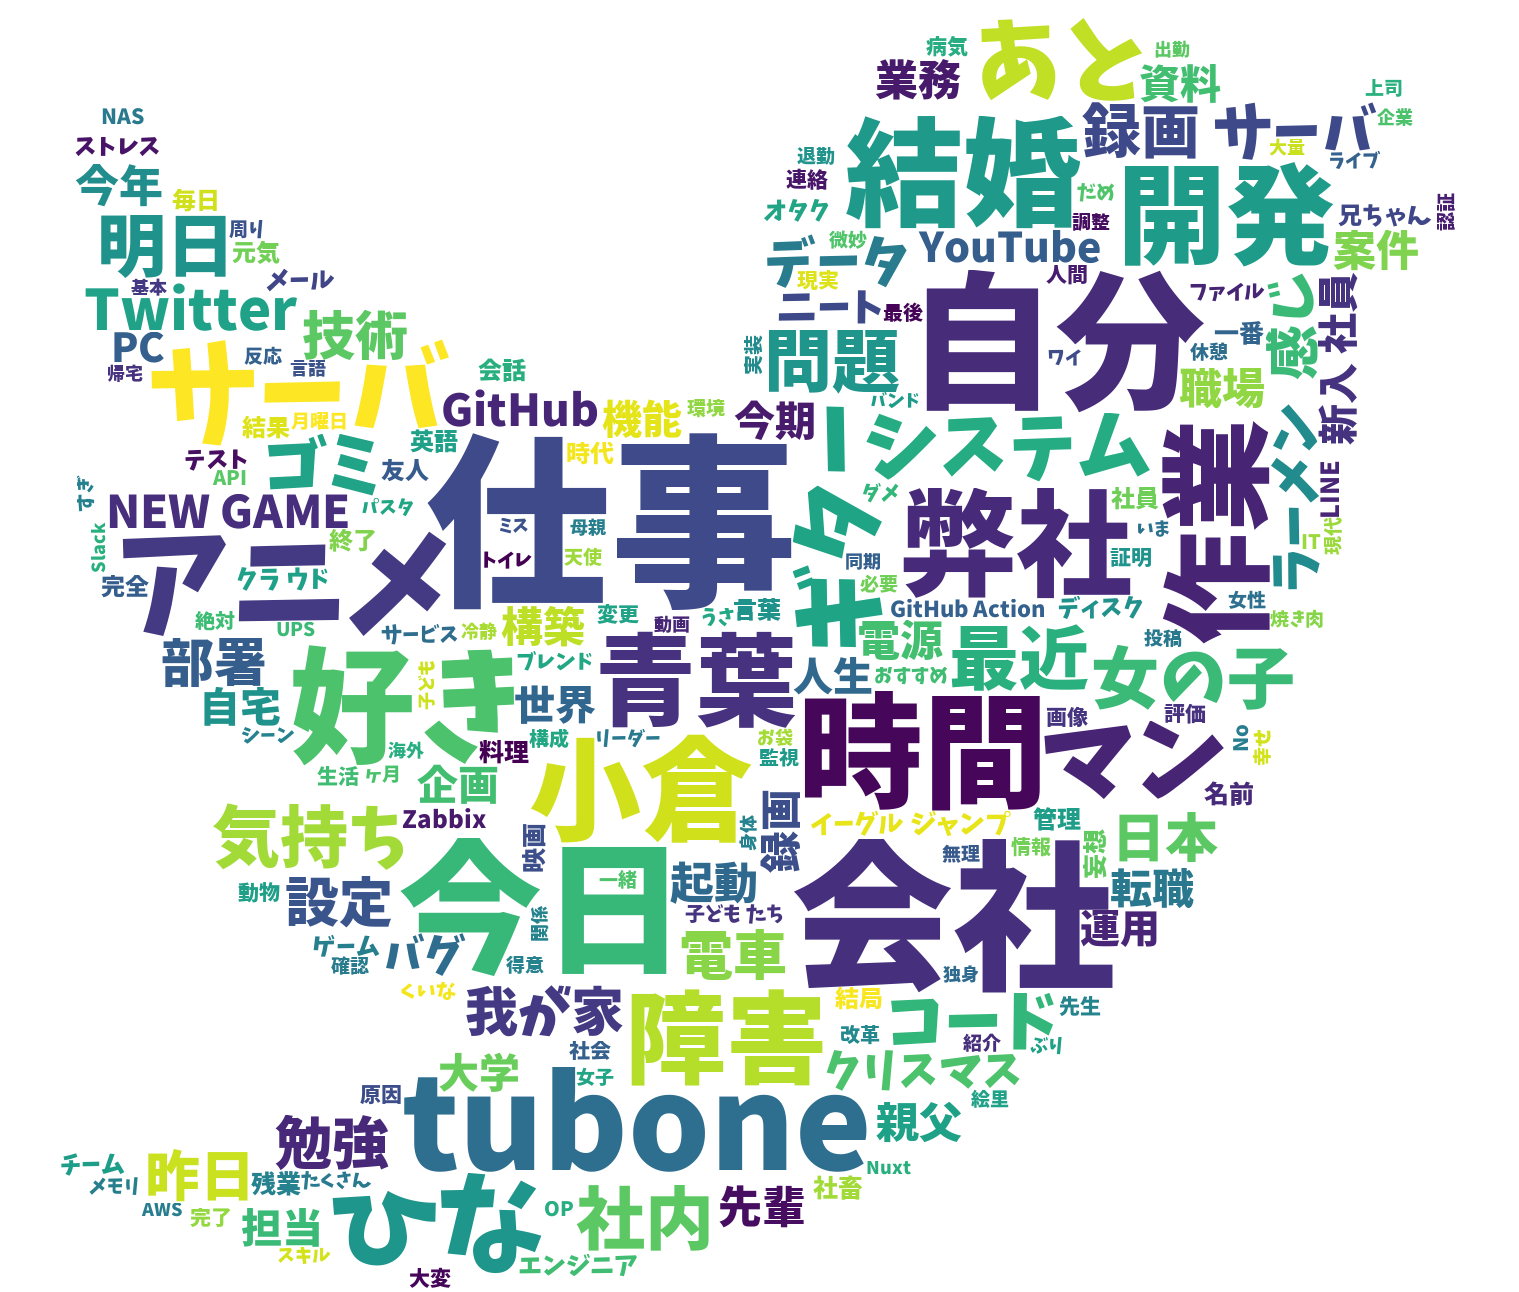 病気
あと
出勤
業務
資料
上司
NAS
録画
サーバ
企業
ストレス
結婚
大量
退勤
ライブ
今年
連絡
開発
毎日
だめ
オタク
調整
兄ちゃん
認証
明日
周り
微妙
YouTube
案件
元気
データ
メール
現実
人間
基本
Twitter
ニート
最後
自分
ファイル
感じ
社員
技術
PC
サーバ
反応
言語
帰宅
会話
実装
問題
ワイ
休憩
一番
職場
新入
GitHub
機能
環境
今期
バンド
結果
月曜日
英語
時代
ギター
システム
作業
ラーメン
テスト
ゴミ
友人
API
仕事
ダメ
社員
LINE
すぎ
NEW GAME
パスタ
ミス
母親
弊社
いま
Slack
終了
IT
現代
アニメ
トイレ
天使
同期
証明
完全
クラウド
必要
女性
絶対
UPS
サービス
冷静
構築
変更
うさ
言葉
GitHub Action
ディスク
焼き肉
動画
電源
投稿
部署
好き
モスデ
ブレンド
青葉
人生
おすすめ
最近
女の子
自宅
世界
シーン
海外
料理
構成
リーダー
お袋
監視
時間
画像
マン
評価
No
幸せ
生活
ヶ月
企画
小倉
名前
気持ち
Zabbix
映画
録画
身体
イーグル
ジャンプ
管理
日本
今日
無理
情報
妄想
動物
設定
一緒
起動
会社
転職
関係
子ども
たち
運用
ゲーム
バグ
確認
得意
電車
独身
くいな
我が家
障害
結局
コード
先生
社会
改革
紹介
ぶり
大学
女子
クリスマス
原因
tubone
絵里
勉強
親父
チーム
昨日
残業
たくさん
Nuxt
メモリ
ひな
社畜
AWS
完了
担当
OP
社内
先輩
スキル
エンジニア
大変